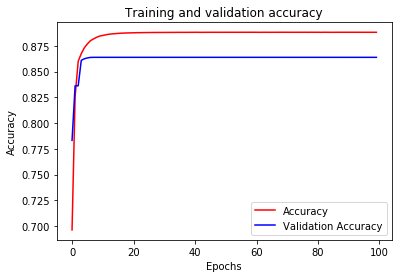 Training and validation accuracy
0.875
0.850
0.825
0.800
0.775
0.750
0.725
0.700
Accuracy
Accuracy
Validation Accuracy
0 20 40 60 80 100
Epochs